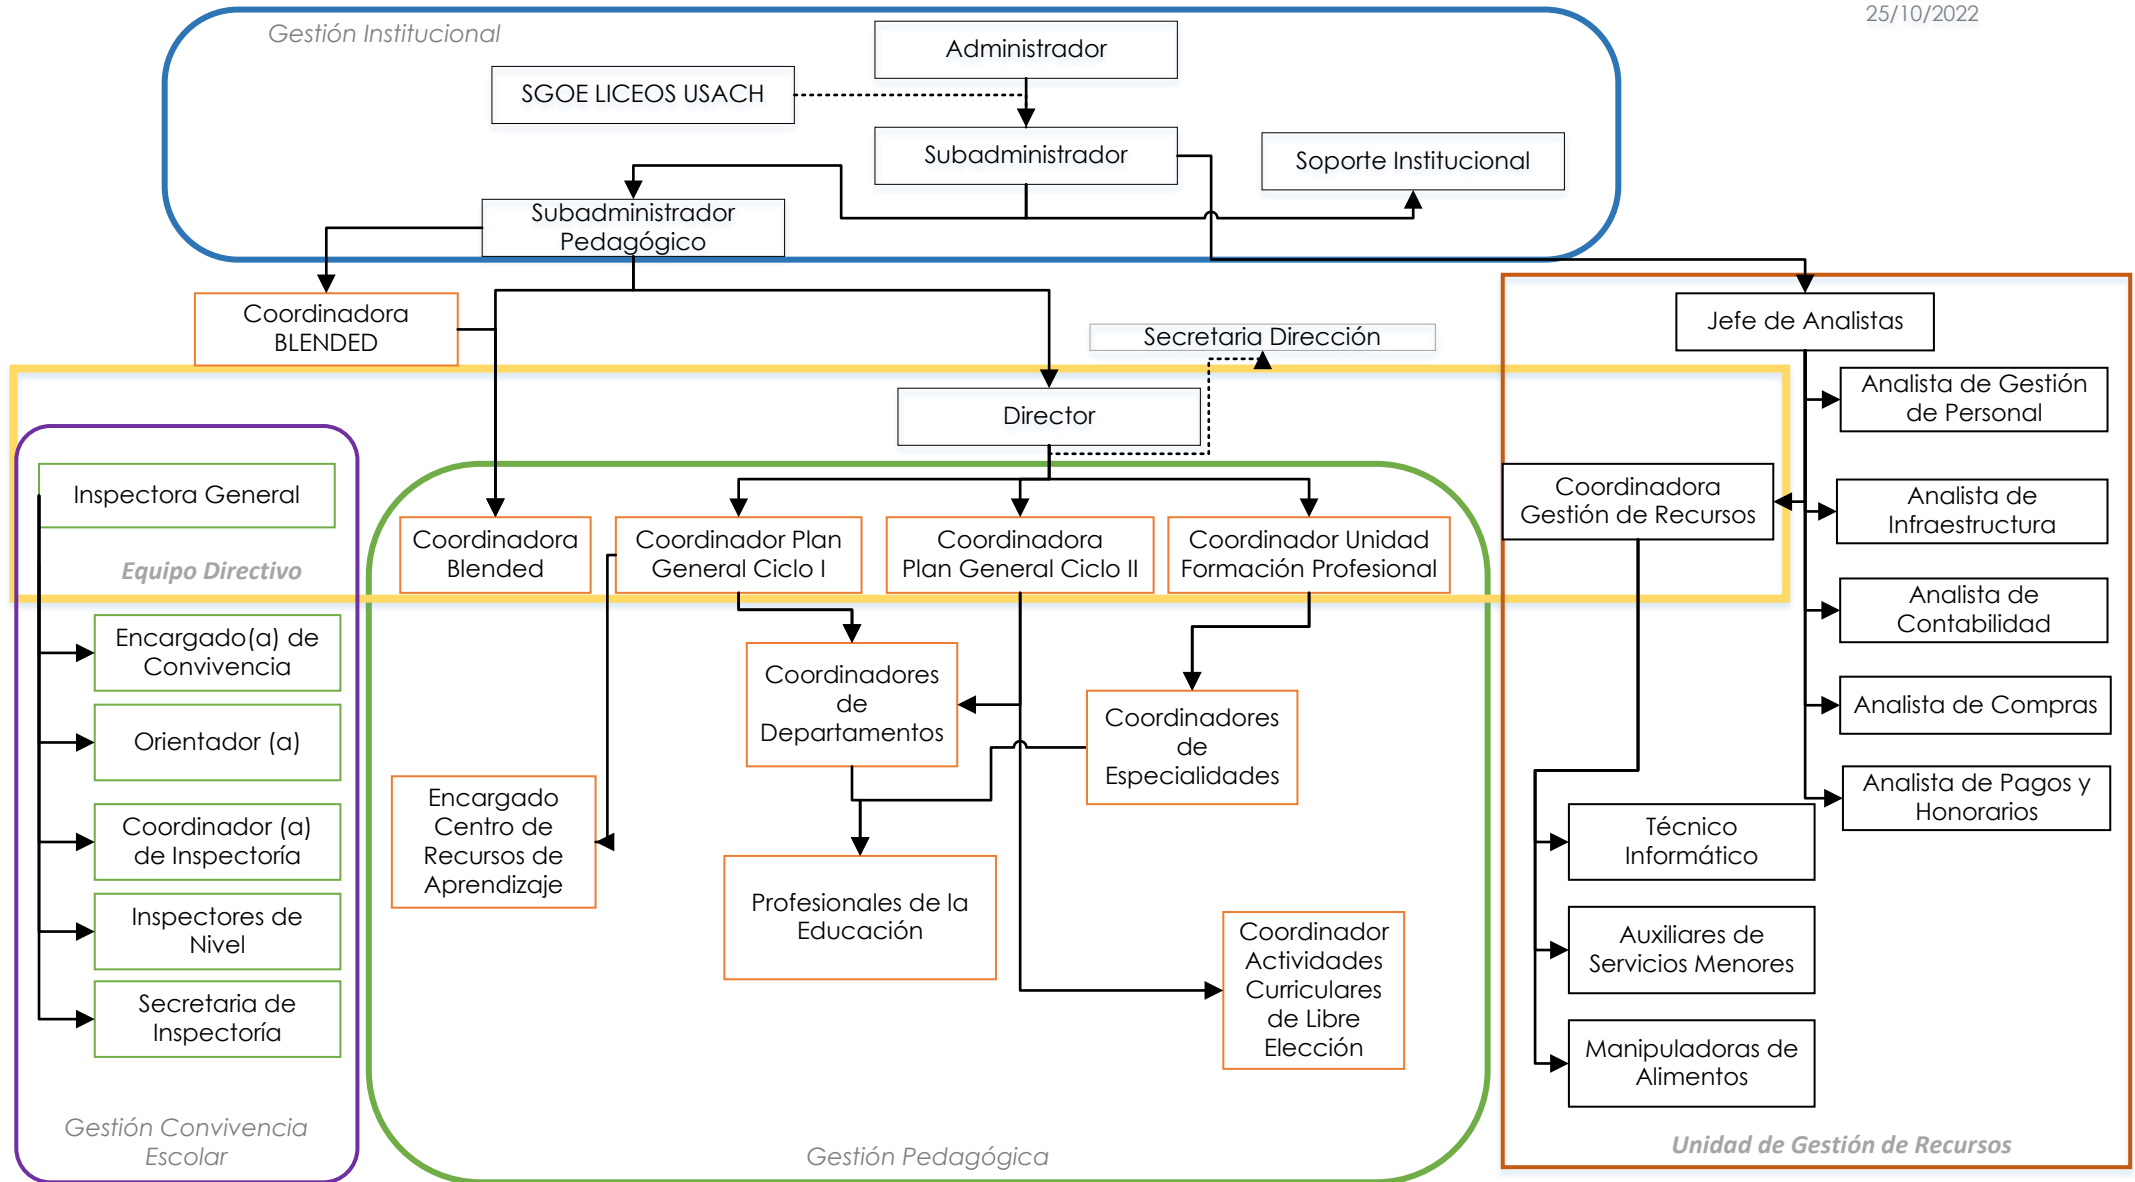 25/10/2022
Gestión Institucional
Administrador
SGOE LICEOS USACH
Subadministrador
Soporte Institucional
Subadministrador
Pedagógico
Coordinadora
BLENDED
Secretaria Dirección
Jefe de Analistas
Director
Analista de Gestión
de Personal
Inspectora General
Equipo Directivo
Coordinadora
Blended
Coordinador Plan
General Ciclo I
Coordinadora
Plan General Ciclo II
Coordinador Unidad
Formación Profesional
Coordinadora
Gestión de Recursos
Analista de
Infraestructura
Analista de
Contabilidad
Analista de Compras
Analista de Pagos y
Honorarios
Encargado(a) de
Convivencia
Orientador (a)
Coordinador (a)
de Inspectoría
Inspectores de
Nivel
Secretaria de
Inspectoría
Gestión Convivencia
Escolar
Coordinadores
de
Departamentos
Coordinadores
de
Especialidades
Encargado
Centro de
Recursos de
Aprendizaje
Profesionales de la
Educación
Coordinador
Actividades
Curriculares
de Libre
Elección
Gestión Pedagógica
Técnico
Informático
Auxiliares de
Servicios Menores
Manipuladoras de
Alimentos
Unidad de Gestión de Recursos